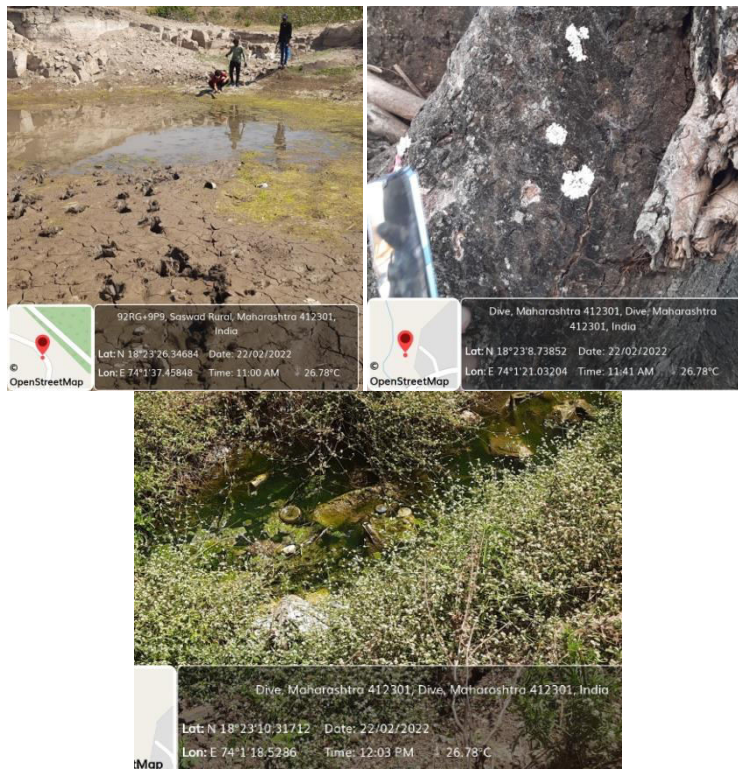 92RG+9P9, Saswad Rural, Maharashtra 412301,
India
Lat: N 18°23'26.34684 Date: 22/02/2022
Lon: E 74°1'37.45848 Time: 11:00 AM 26.78°C
©
OpenStreetMap
Dive, Maharashtra 412301, Dive, Maharashtra
412301, India
Lat: N 18°23'8.73852 Date: 22/02/2022
Lon: E 74°1'21.03204 Time: 11:41 AM 26.78°C
©
OpenStreetMap
Dive, Maharashtra 412301, Dive, Maharashtra 412301, India
Lat: N 18°23'10.31712 Date: 22/02/2022
Lon: E 74°1'18.5286 Time: 12:03 PM 26.78°C
tMap